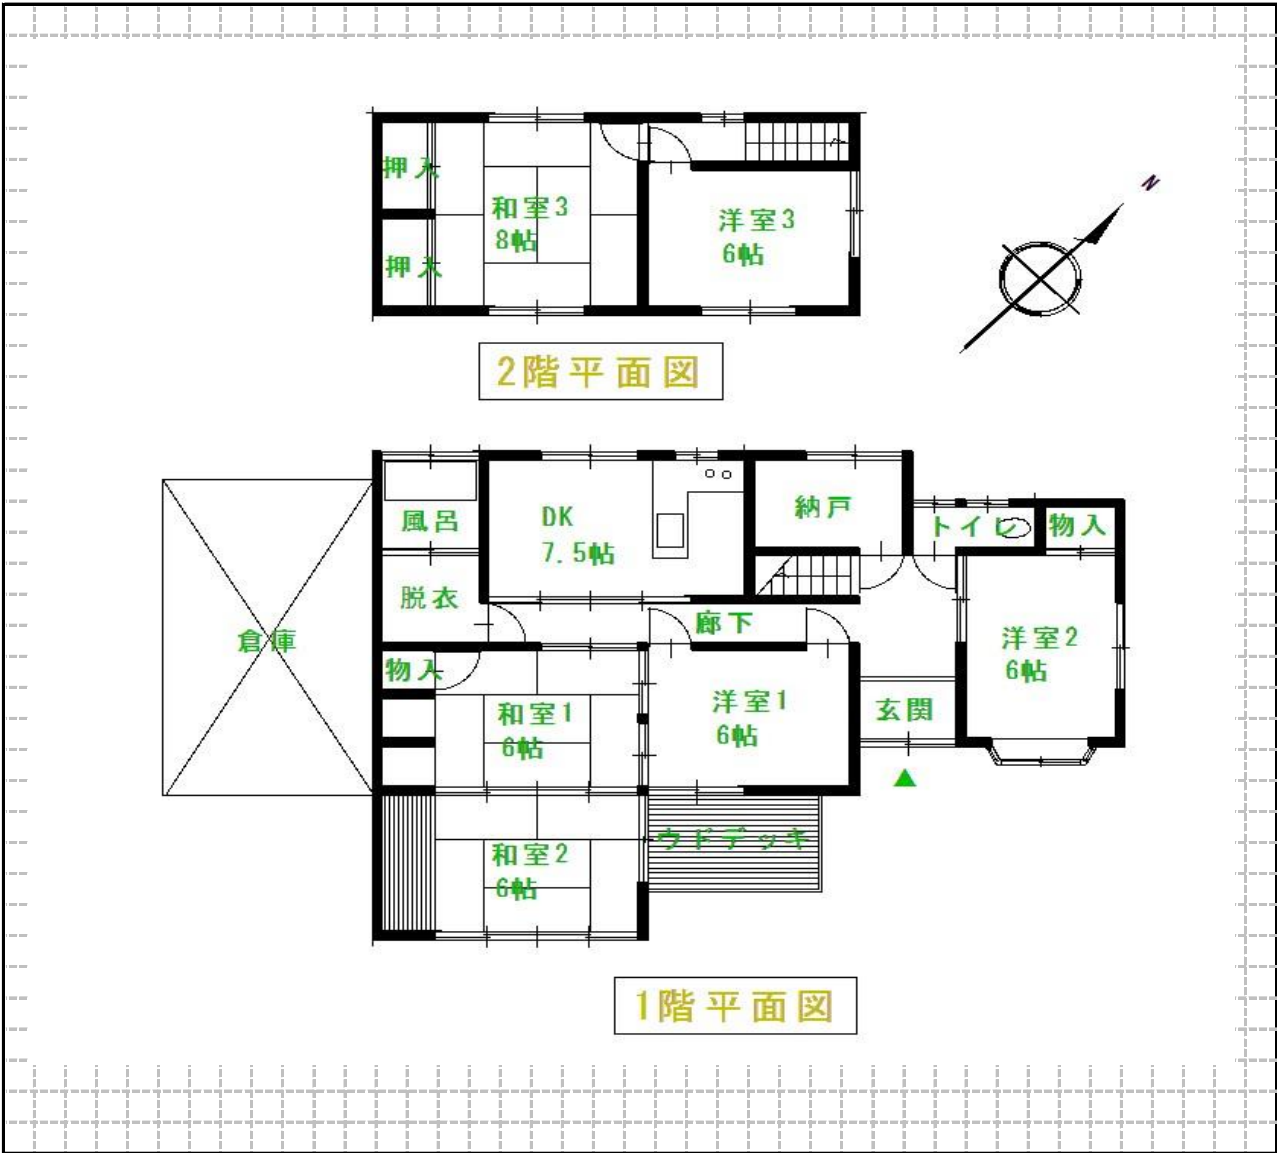 N
押入
和室3
8帖
洋室3
6帖
押入
2階平面図
風呂
DK
7.5帖
納戸
トイレ
物入
脱衣
廊下
倉庫
洋室2
6帖
物入
和室1
6帖
洋室1
6帖
玄関
和室2
6帖
ウドデッキ
1階平面図